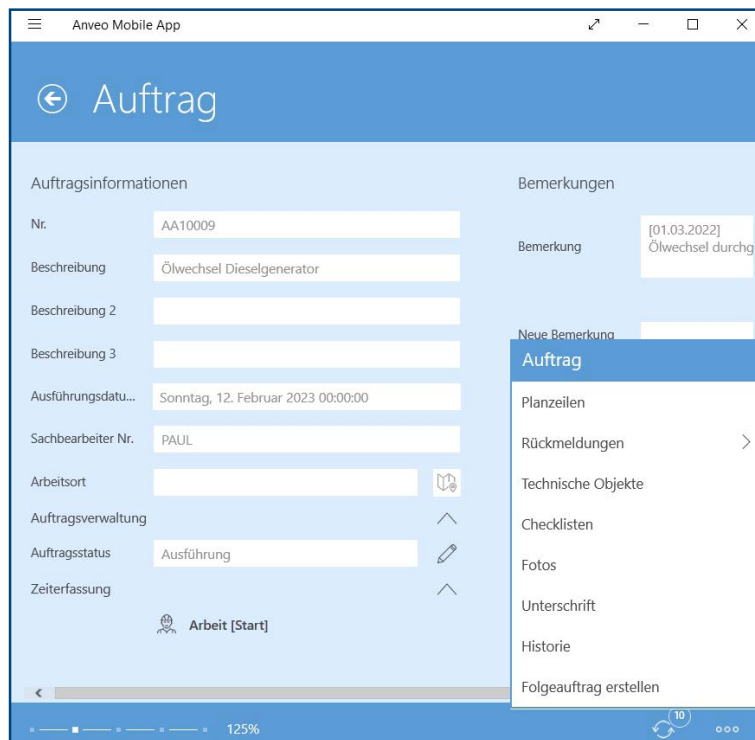 Anveo Mobile App
Auftrag
Auftragsinformationen
Nr.
AA10009
Beschreibung
Ölwechsel Dieselgenerator
Beschreibung 2
Beschreibung 3
Ausführungsdatu...
Sonntag, 12. Februar 2023 00:00:00
Sachbearbeiter Nr.
PAUL
Arbeitsort
Auftragsverwaltung
Auftragsstatus
Ausführung
Zeiterfassung
Arbeit [Start]
Bemerkungen
Bemerkung
[01.03.2022]
Ölwechsel durchg
Neue Bemerkung
Auftrag
Planzeilen
Rückmeldungen
Technische Objekte
Checklisten
Fotos
Unterschrift
Historie
Folgeauftrag erstellen
125%
10